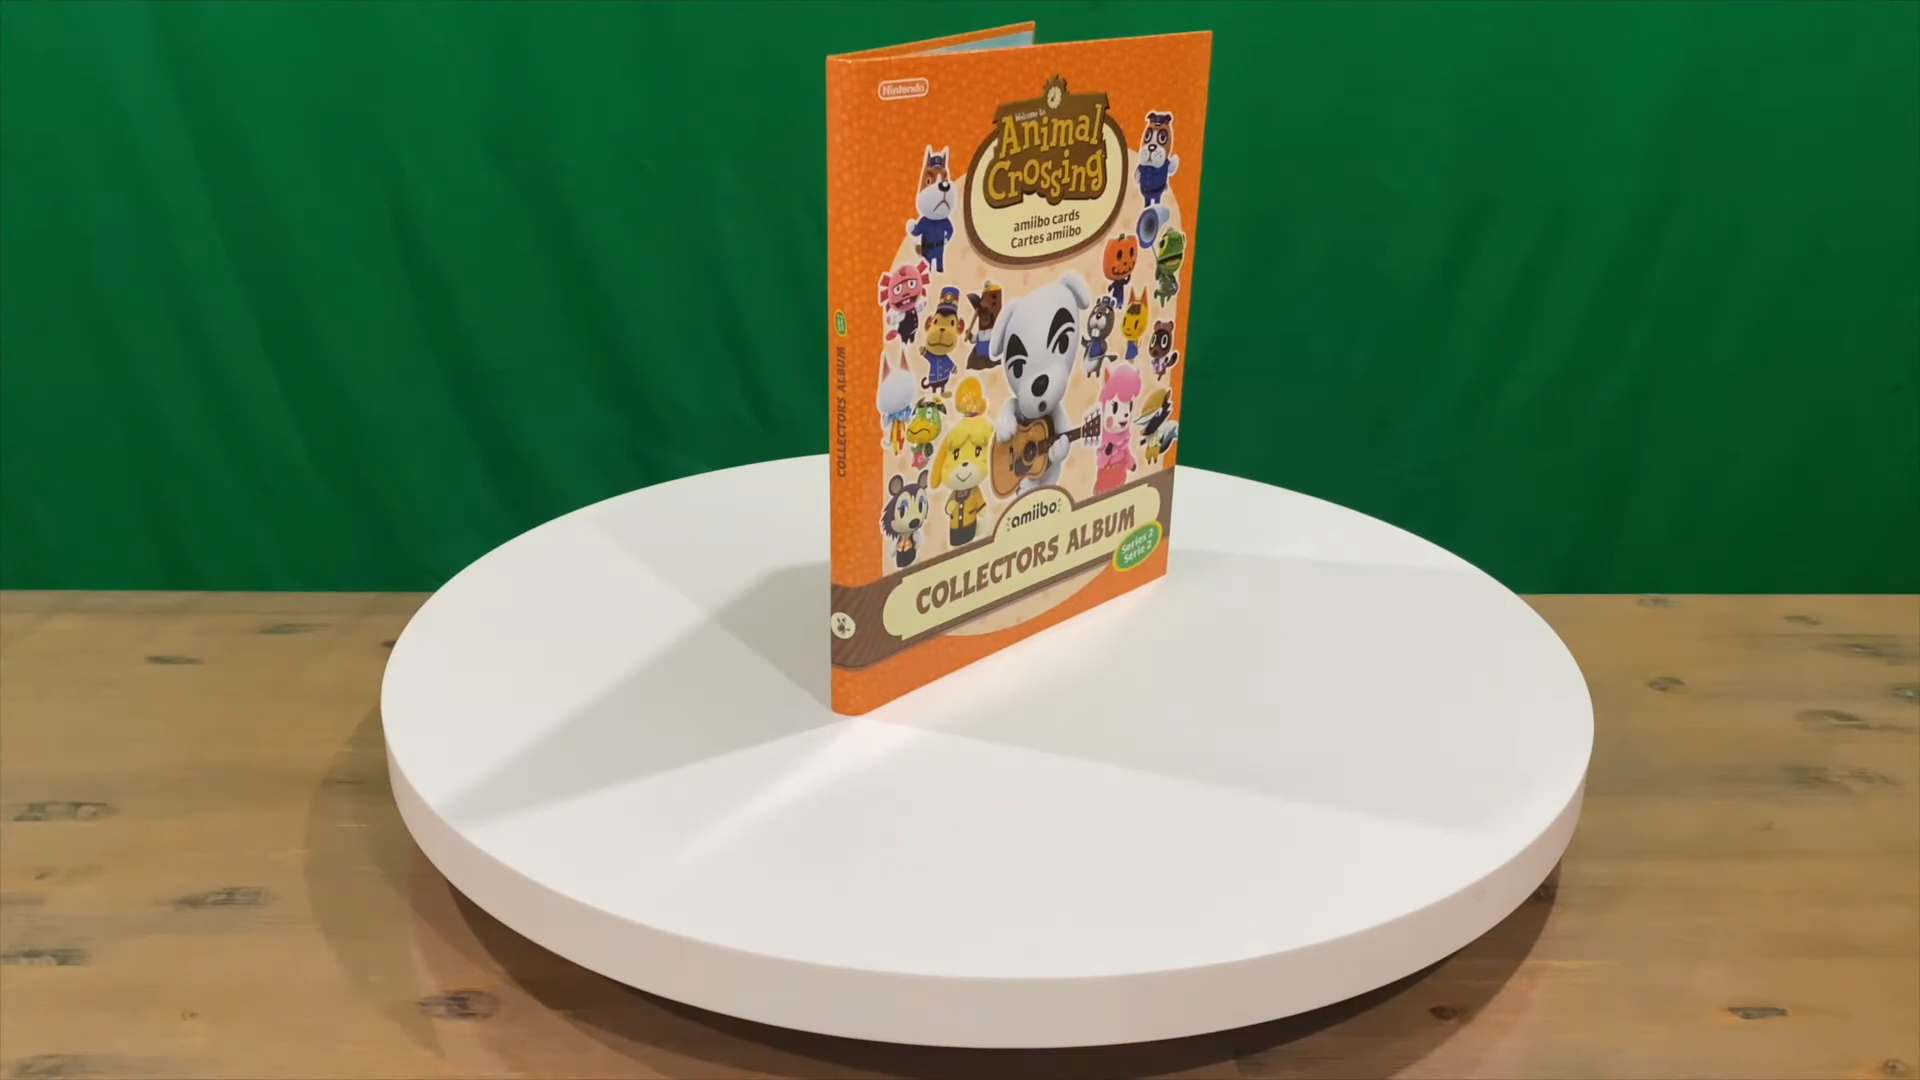 Nintendo
Welcome to
Animal
Crossing
amiibo cards
Cartes amiibo
amiibo
COLLECTORS ALBUM
Series 2
Série 2
COLLECTORS ALBUM